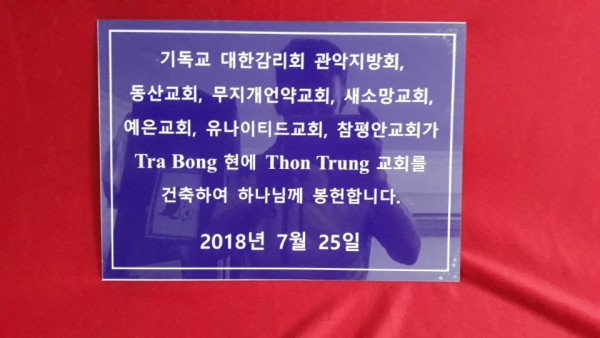 기독교 대한감리회 관악지방회,
동산교회, 무지개언약교회, 새소망교회,
예은교회, 유나이티드교회, 참평안교회가
Tra Bong 현에 Thon Trung 교회를
건축하여 하나님께 봉헌합니다.
2018년 7월 25일